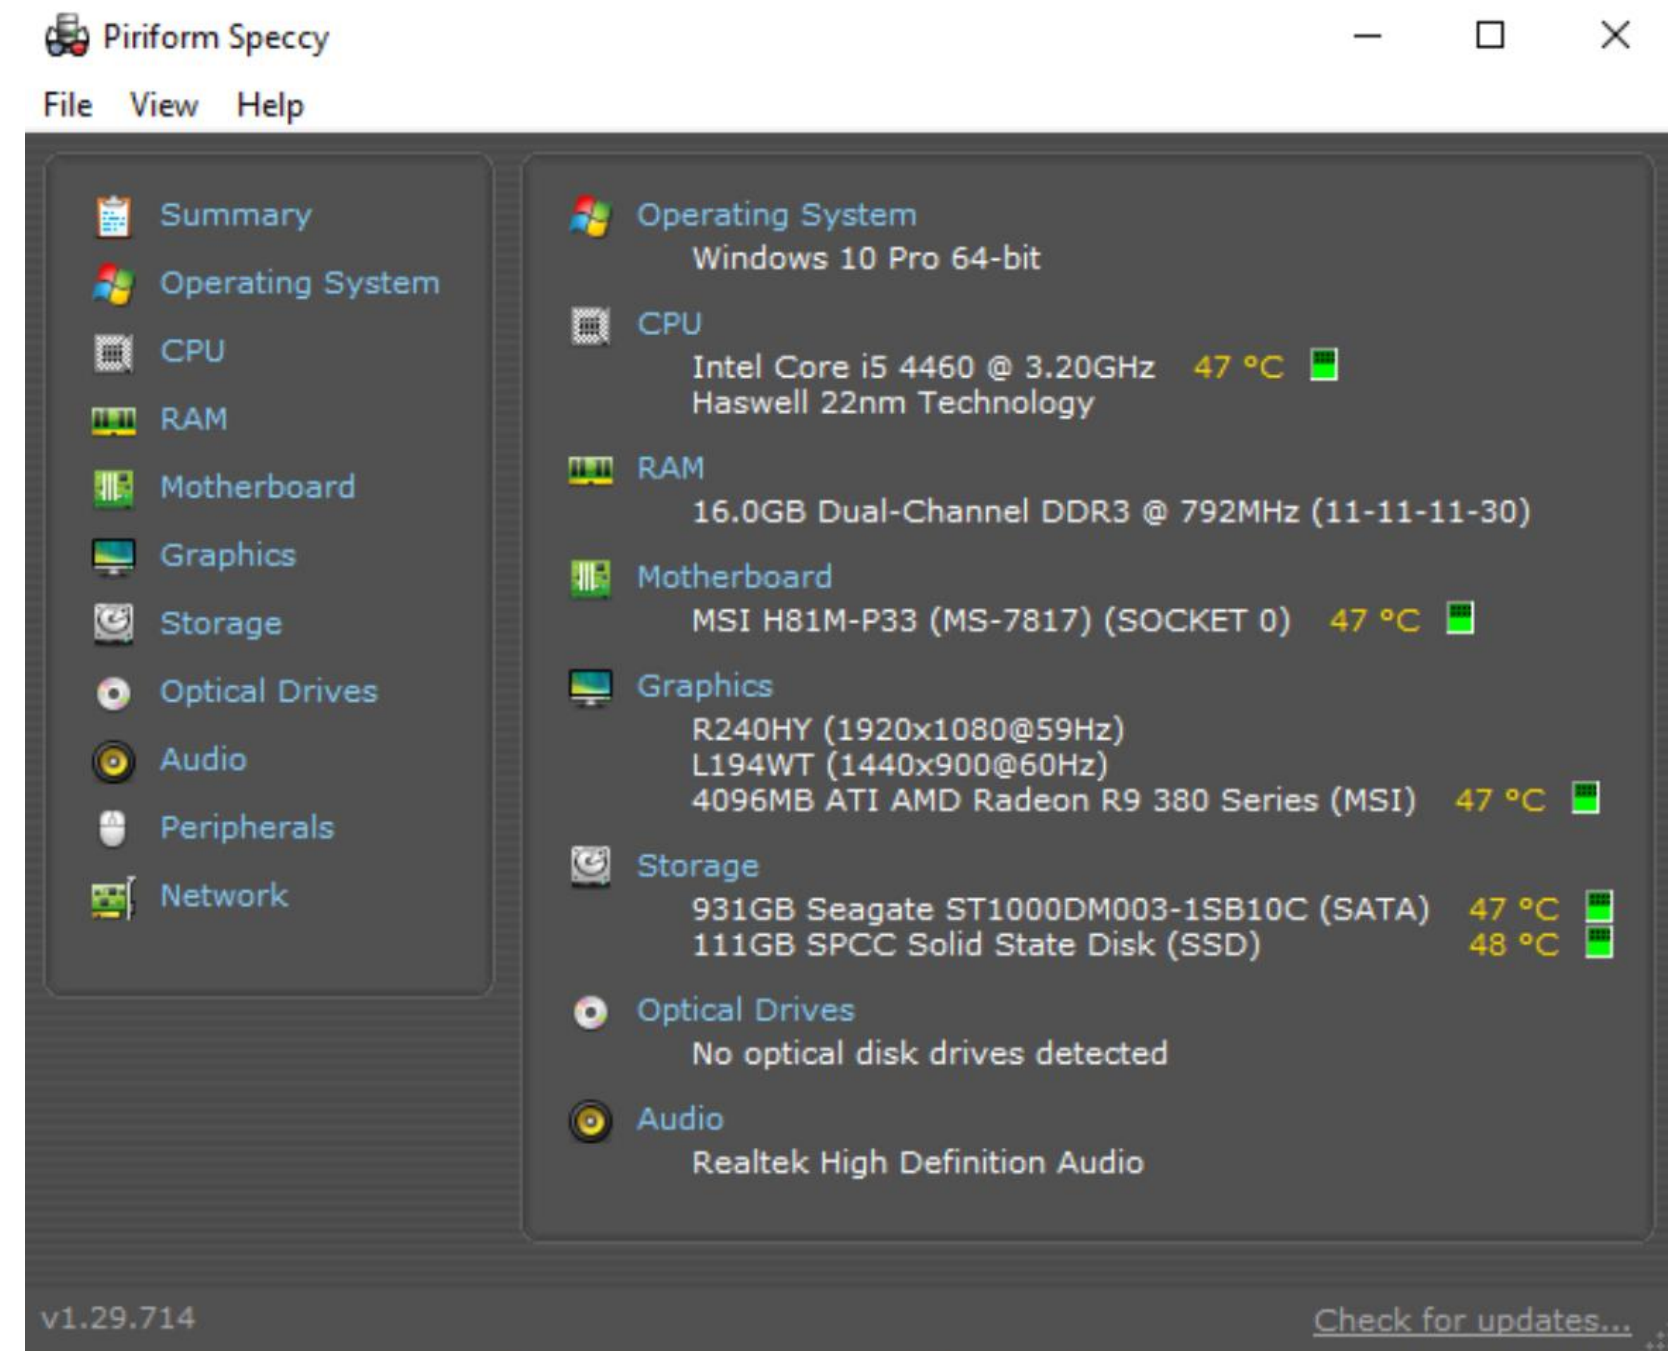 Piriform Speccy
File View Help
Summary
Operating System
CPU
RAM
Motherboard
Graphics
Storage
Optical Drives
Audio
Peripherals
Network
Operating System
Windows 10 Pro 64-bit
CPU
Intel Core i5 4460 @ 3.20GHz 47 °C
Haswell 22nm Technology
RAM
16.0GB Dual-Channel DDR3 @ 792MHz (11-11-11-30)
Motherboard
MSI H81M-P33 (MS-7817) (SOCKET 0) 47 °C
Graphics
R240HY (1920x1080@59Hz)
L194WT (1440x900@60Hz)
4096MB ATI AMD Radeon R9 380 Series (MSI) 47 °C
Storage
931GB Seagate ST1000DM003-1SB10C (SATA) 47 °C
111GB SPCC Solid State Disk (SSD) 48 °C
Optical Drives
No optical disk drives detected
Audio
Realtek High Definition Audio
v1.29.714
Check for updates...